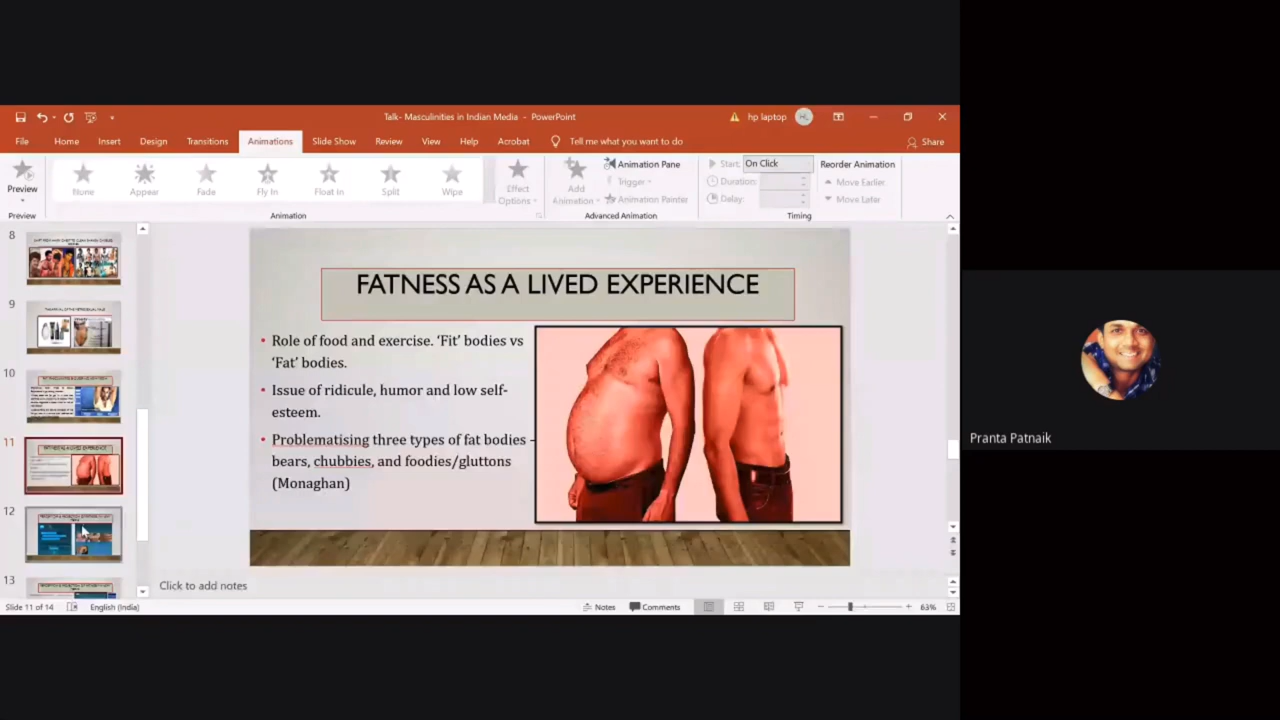 Talk- Masculinities in Indian Media - PowerPoint
hp laptop
HL
File Home Insert Design Transitions Animations Slide Show Review View Help Acrobat Tell me what you want to do Share
Preview
None Appear Fade Fly In Float In Split Wipe
Effect Options
Add Animation
Animation Pane
Trigger
Animation Painter
Start: On Click
Duration:
Delay:
Reorder Animation
Move Earlier
Move Later
Preview Animation Advanced Animation Timing
8
9
10
11
12
13
FATNESS AS A LIVED EXPERIENCE
• Role of food and exercise. ‘Fit’ bodies vs
‘Fat’ bodies.
• Issue of ridicule, humor and low self-
esteem.
• Problematising three types of fat bodies –
bears, chubbies, and foodies/gluttons
(Monaghan)
Click to add notes
Slide 11 of 14 English (India) Notes Comments 63%
Pranta Patnaik